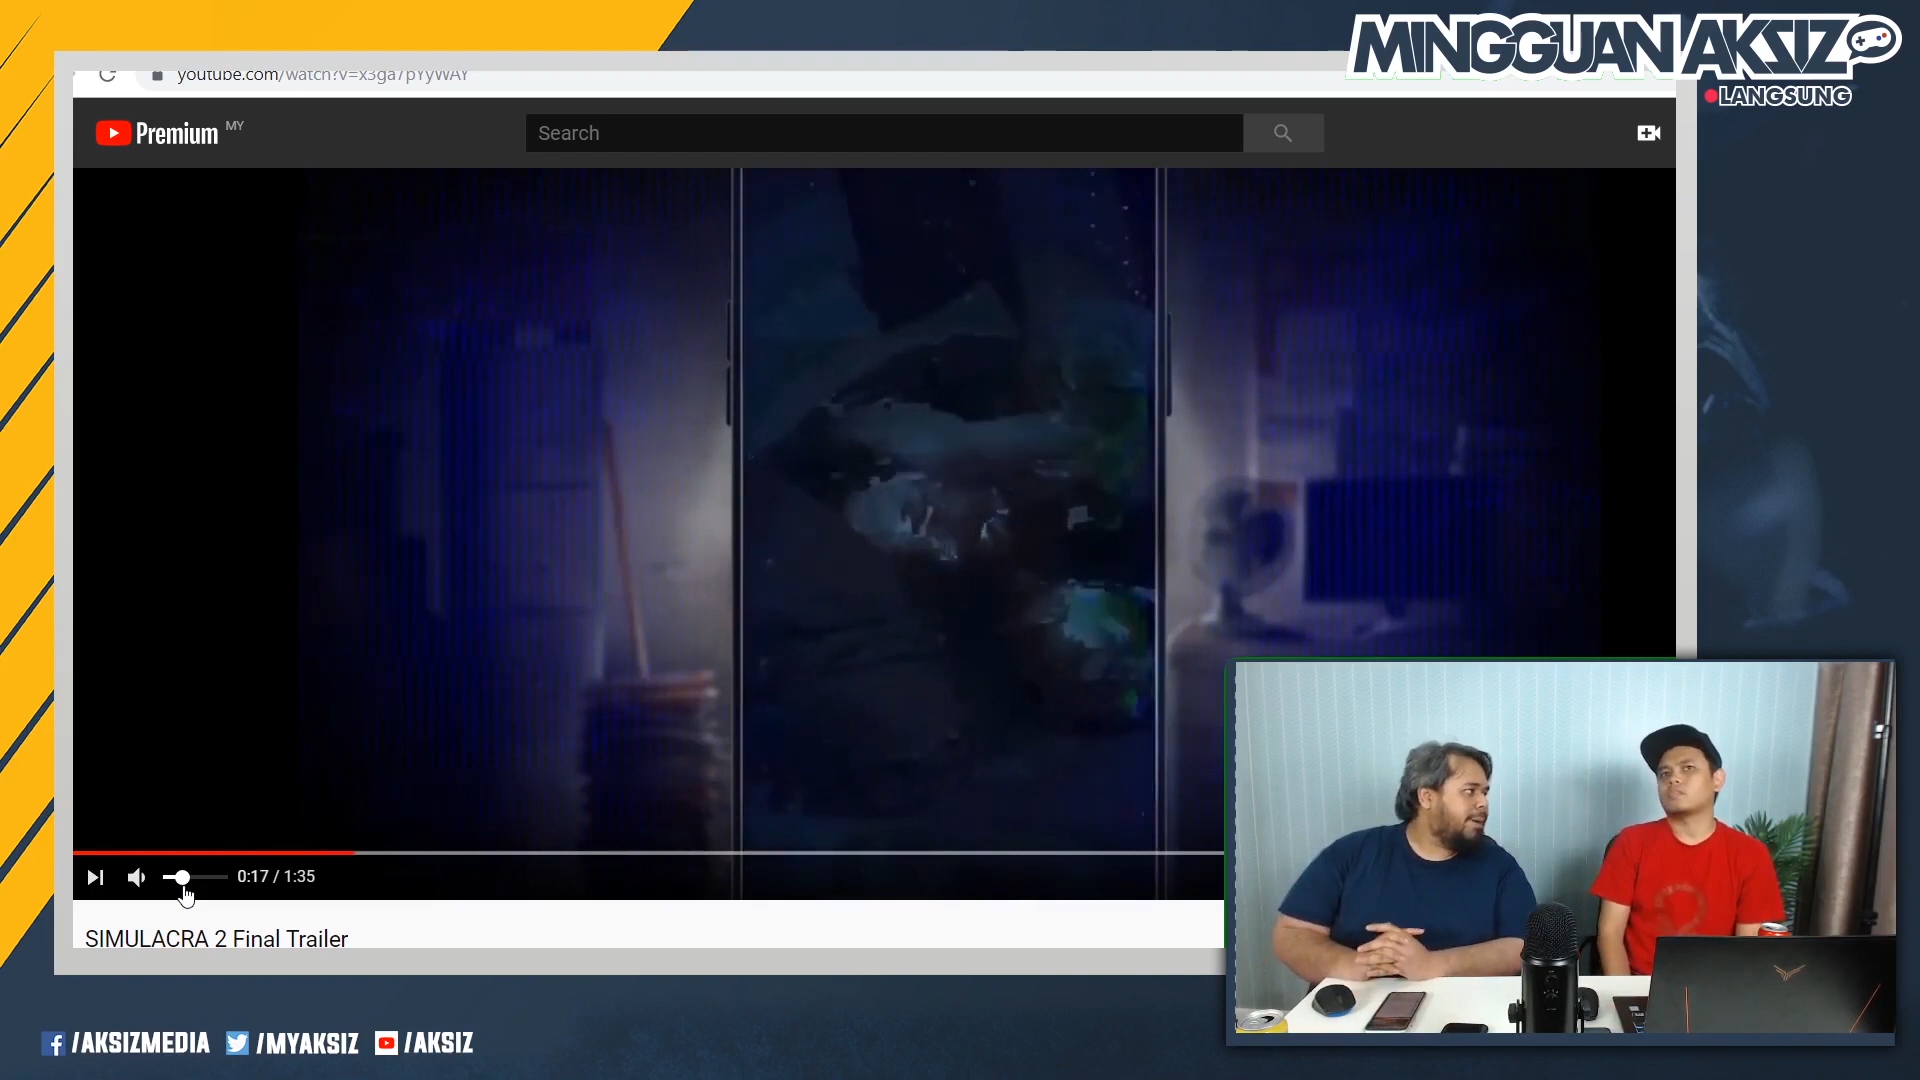 MINGGUAN AKSIZ
LANGSUNG
youtube.com/watch?v=x3ga7pYyWAY
Premium MY
Search
0:17 / 1:35
SIMULACRA 2 Final Trailer
/AKSIZMEDIA /MYAKSIZ /AKSIZ